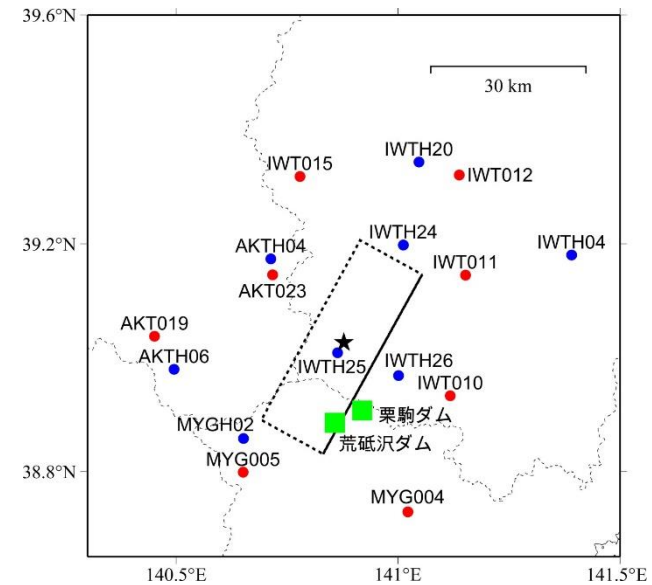 39.6°N
30 km
IWTH20
IWT015
IWT012
IWTH24
IWTH04
39.2°N
AKTH04
IWT011
AKT023
AKT019
AKTH06
IWTH25
IWTH26
IWT010
栗駒ダム
MYGH02
荒砥沢ダム
MYG005
38.8°N
MYG004
140.5°E
141°E
141.5°E